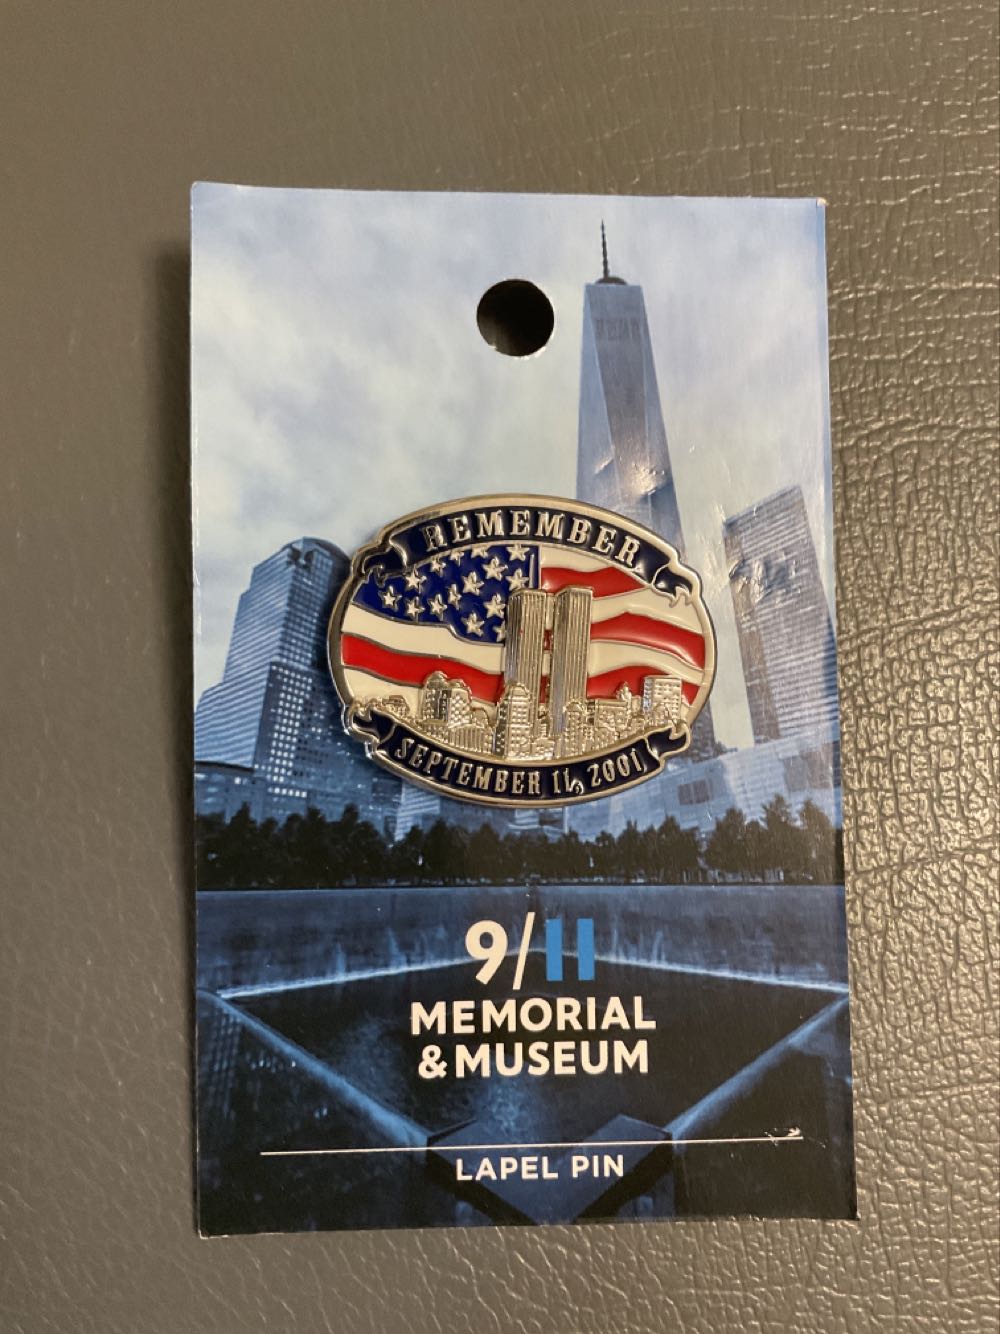 REMEMBER
SEPTEMBER 11, 2001
9/11
MEMORIAL
& MUSEUM
LAPEL PIN